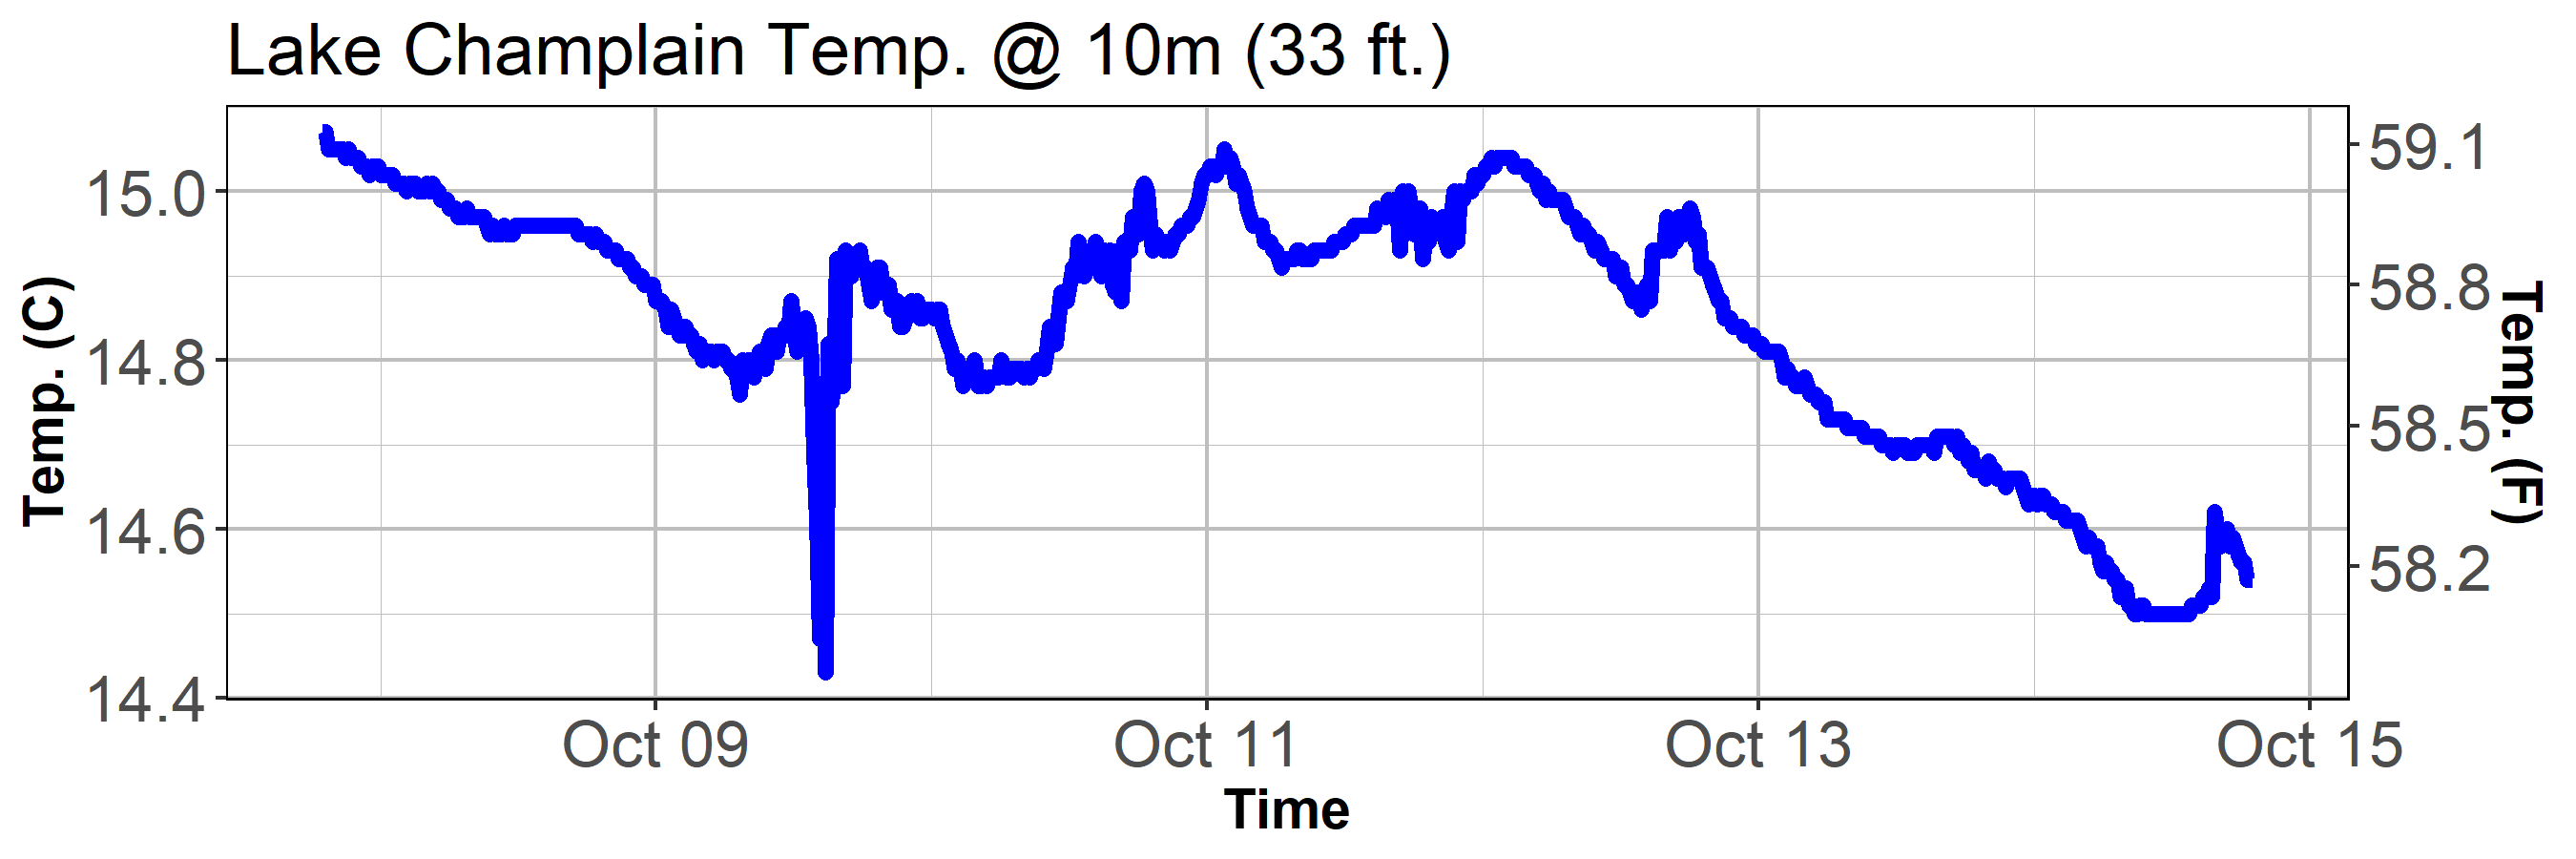 Lake Champlain Temp. @ 10m (33 ft.)
Temp. (C)
15.0
14.8
14.6
14.4
59.1
58.8
58.5
58.2
Temp. (F)
Oct 09
Oct 11
Oct 13
Oct 15
Time